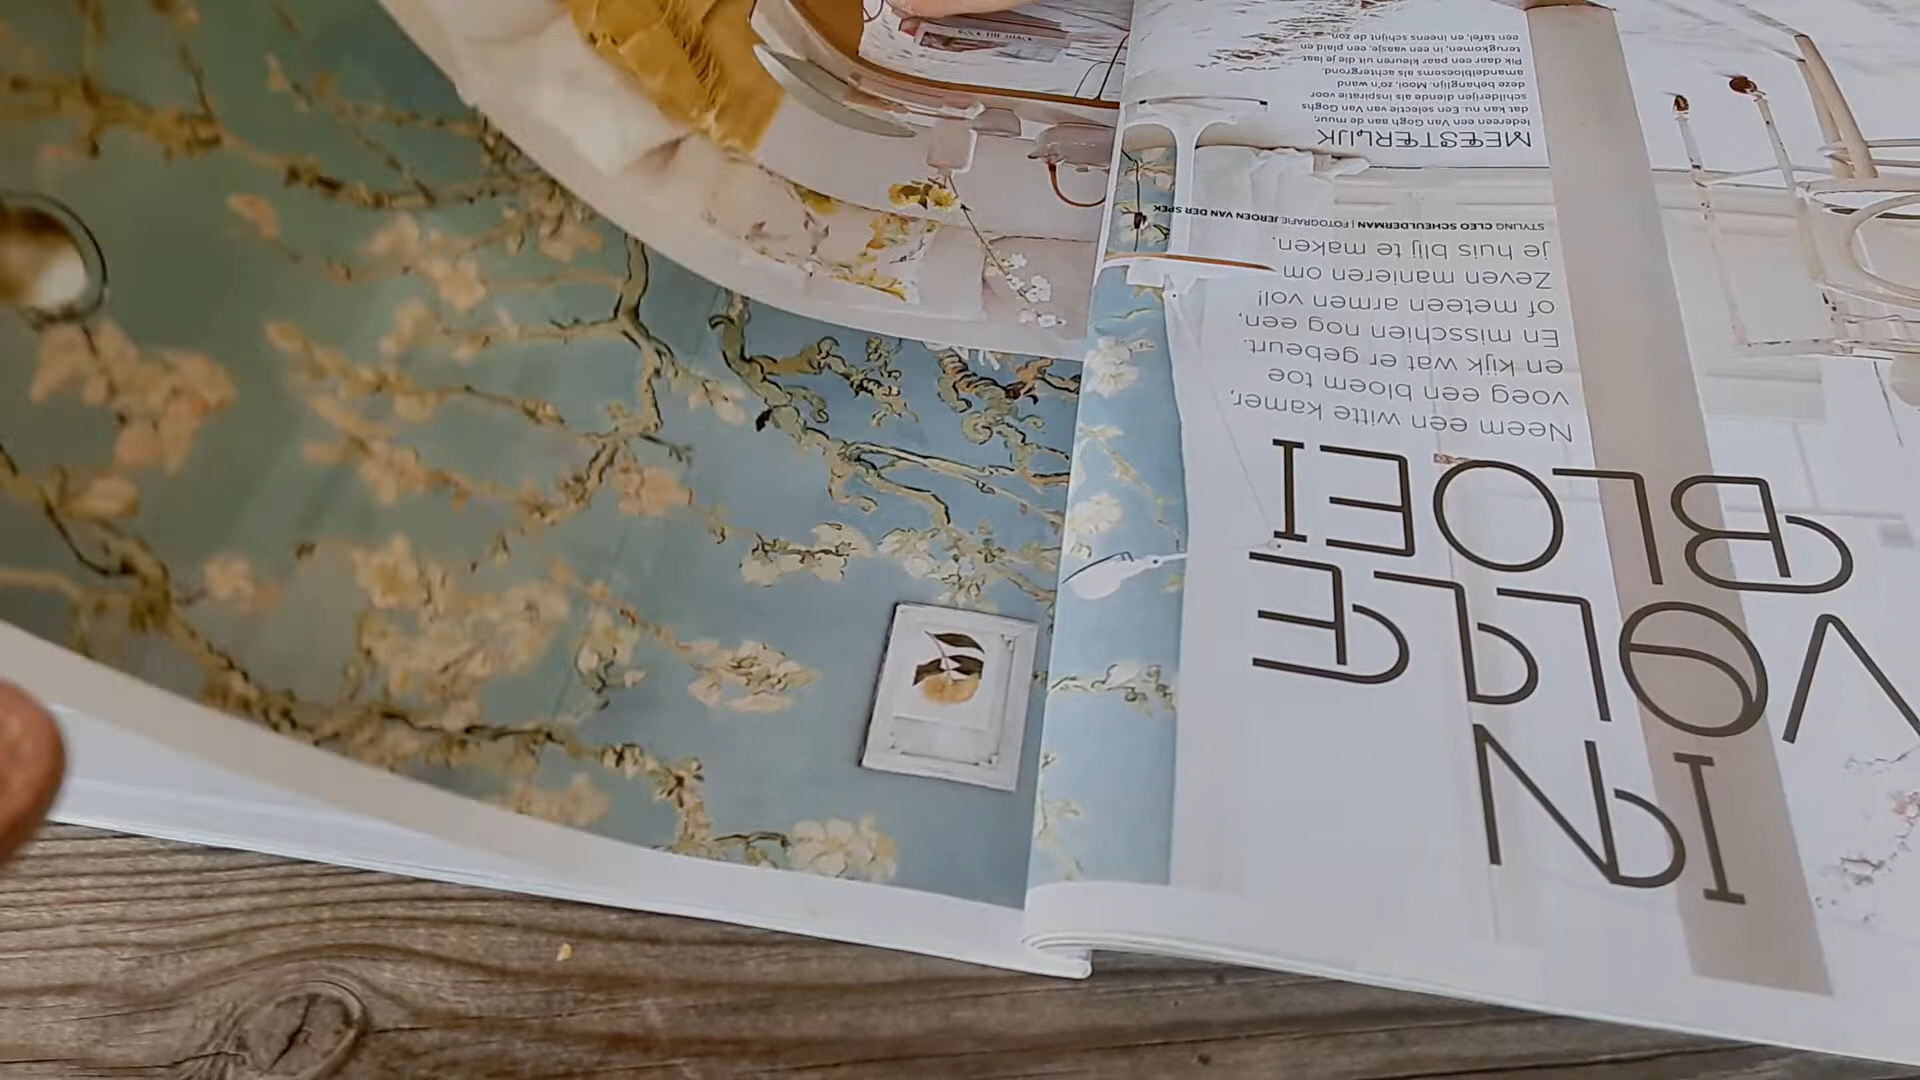 IN
VOLLE
BLOEI
Neem een witte kamer,
voeg een bloem toe
en kijk wat er gebeurt.
En misschien nog een,
of meteen armen vol!
Zeven manieren om
je huis blij te maken.
STYLING CLEO SCHEULDERMAN | FOTOGRAFIE JEROEN VAN DER SPEK
MEESTERLIJK
Iedereen een Van Gogh aan de muur,
dat kan nu. Een selectie van Van Goghs
schilderijen diende als inspiratie voor
deze behanglijn. Mooi, zo'n wand
amandelbloesems als achtergrond.
Pik daar een paar kleuren uit die je laat
terugkomen, in een vaasje, een plaid en
een tafel, en ineens schijnt de zon.